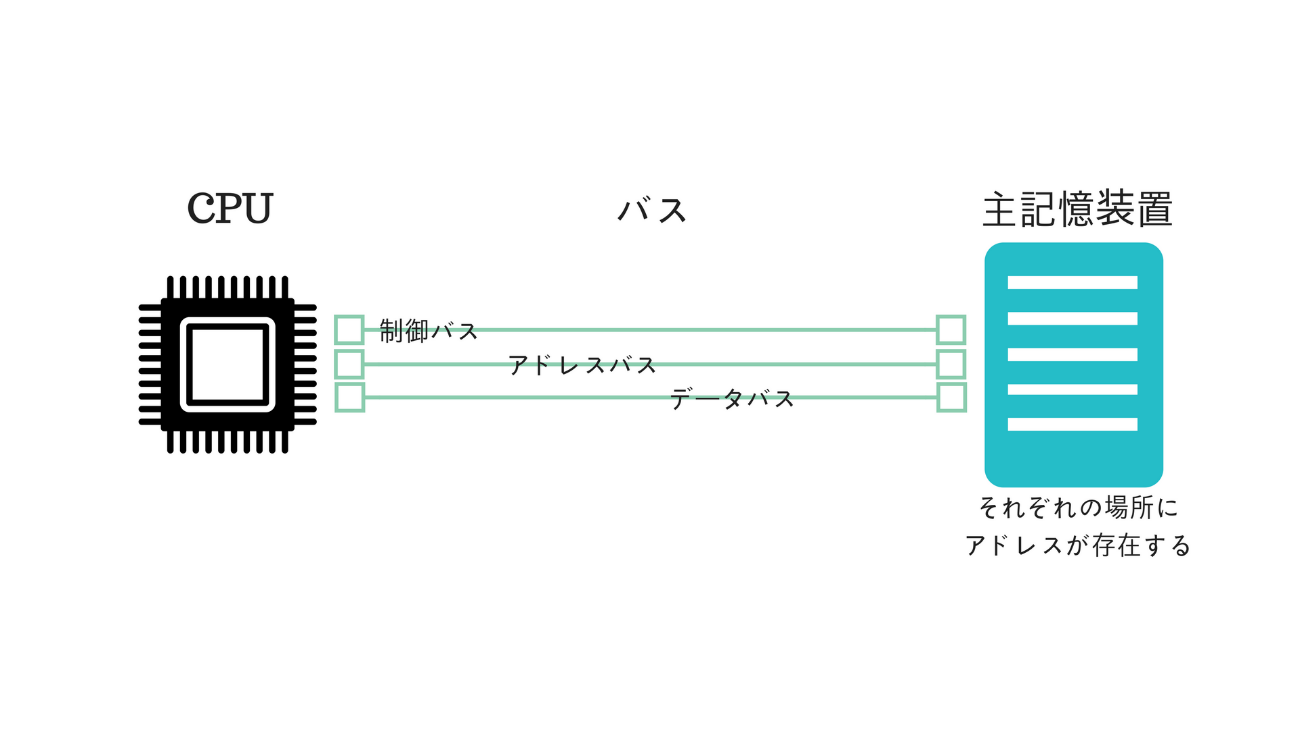 CPU
バス
主記憶装置
制御バス
アドレスバス
データバス
それぞれの場所に
アドレスが存在する